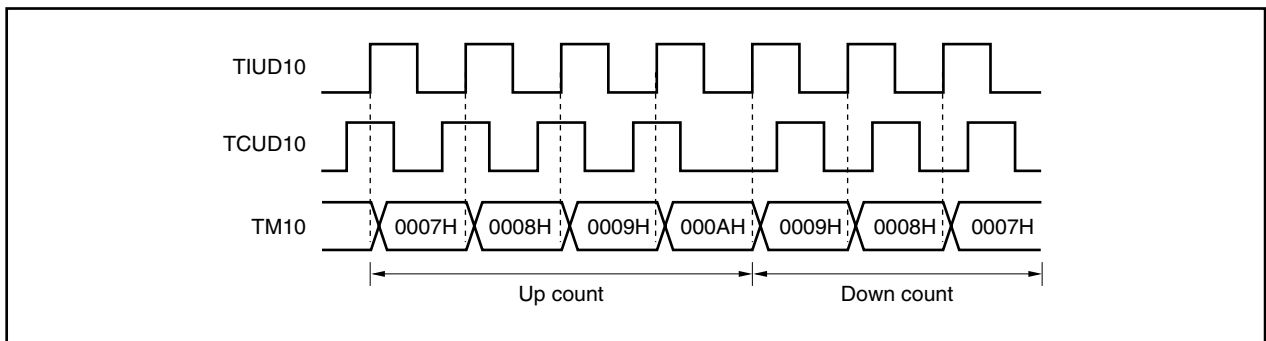 TIUD10
TCUD10
TM10 0007H 0008H 0009H 000AH 0009H 0008H 0007H
Up count Down count